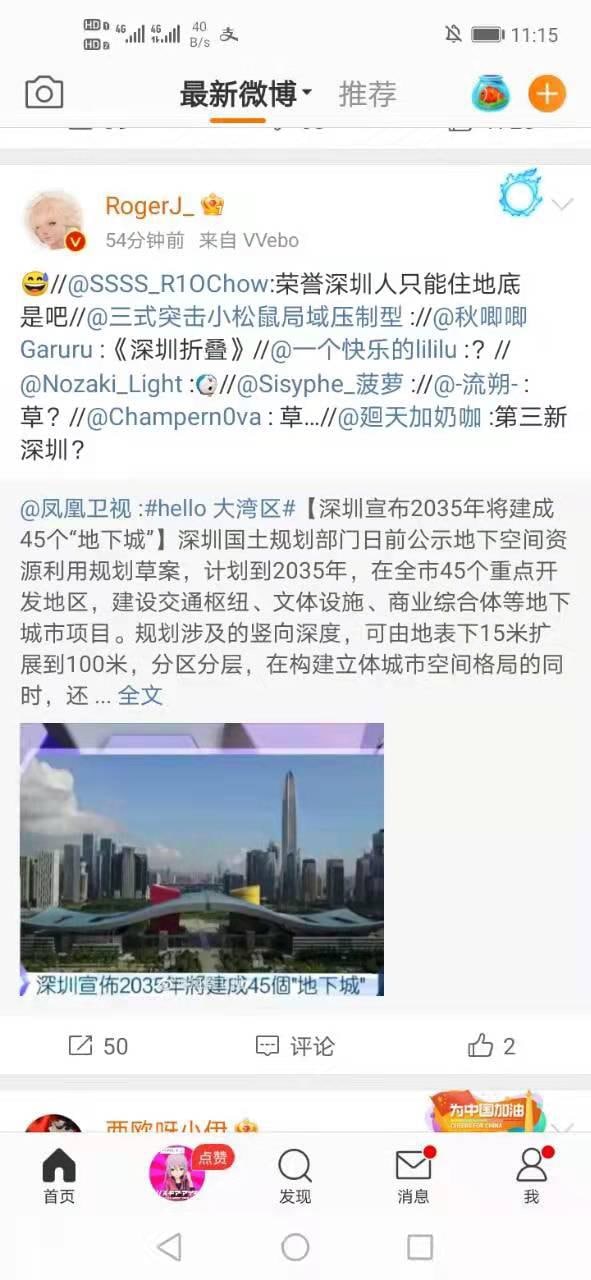 HD 1 4G 4G 40 11:15
HD 2 B/s 支
最新微博 推荐
RogerJ_
54分钟前 来自 VVebo
😅//@SSSS_R1OChow:荣誉深圳人只能住地底
是吧//@三式突击小松鼠局域压制型 ://@秋唧唧
Garuru :《深圳折叠》//@一个快乐的lililu :？//
@Nozaki_Light ://@Sisyphe_菠萝 ://@-流朔- :
草？//@Champern0va : 草...//@廻天加奶咖 :第三新
深圳？
@凤凰卫视 :#hello 大湾区#【深圳宣布2035年将建成
45个“地下城”】深圳国土规划部门日前公示地下空间资
源利用规划草案，计划到2035年，在全市45个重点开
发地区，建设交通枢纽、文体设施、商业综合体等地下
城市项目。规划涉及的竖向深度，可由地表下15米扩
展到100米，分区分层，在构建立体城市空间格局的同
时，还 ... 全文
深圳宣佈2035年將建成45個"地下城"
50 评论 2
西欧呀小伊
为中国加油
CHEERS FOR CHINA
点赞
首页 发现 消息 我